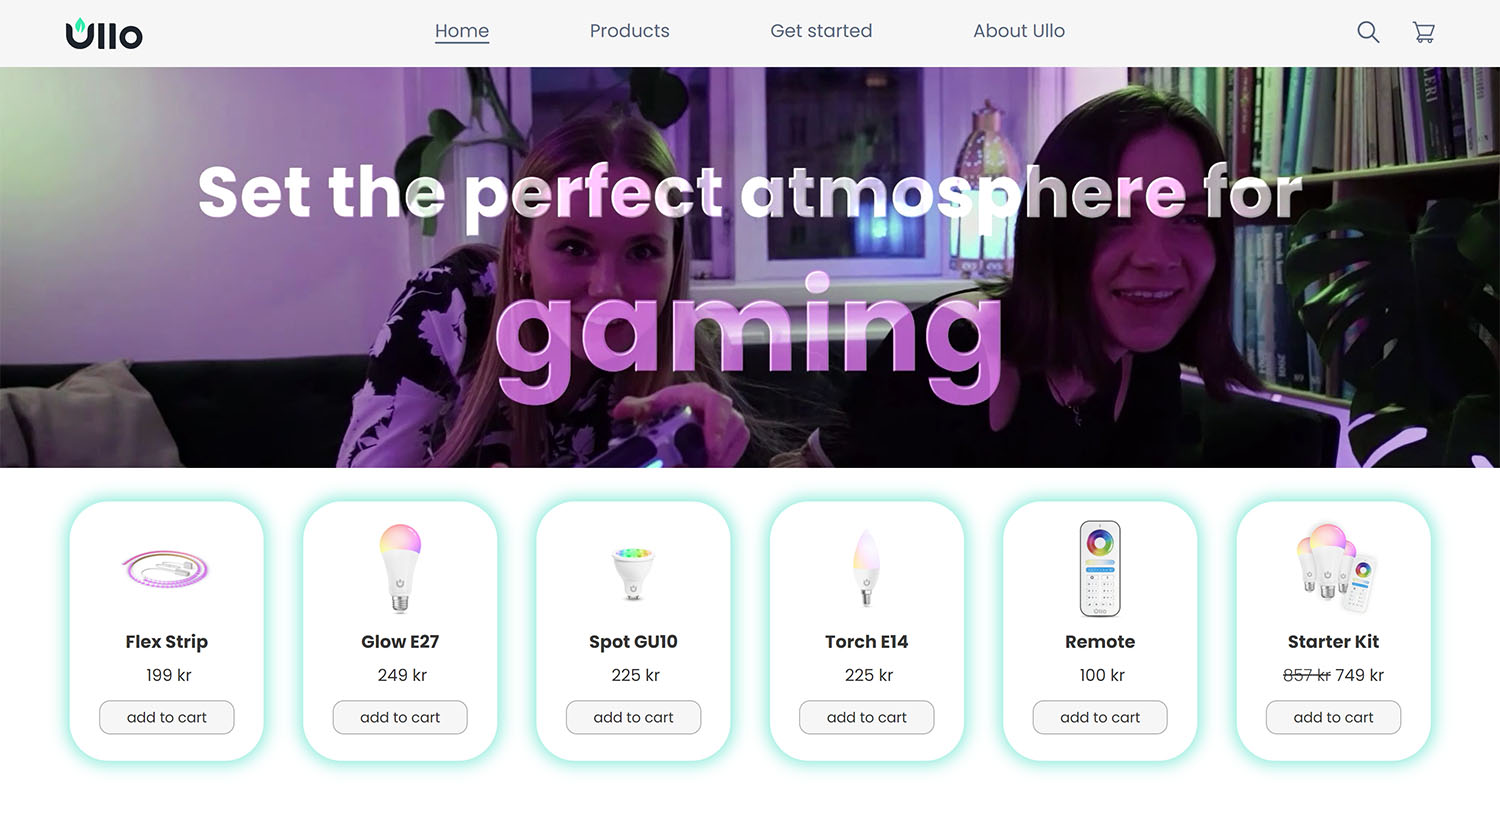 Ullo
Home
Products
Get started
About Ullo
Set the perfect atmosphere for
gaming
Flex Strip
199 kr
add to cart
Glow E27
249 kr
add to cart
Spot GU10
225 kr
add to cart
Torch E14
225 kr
add to cart
Remote
100 kr
add to cart
Starter Kit
857 kr 749 kr
add to cart